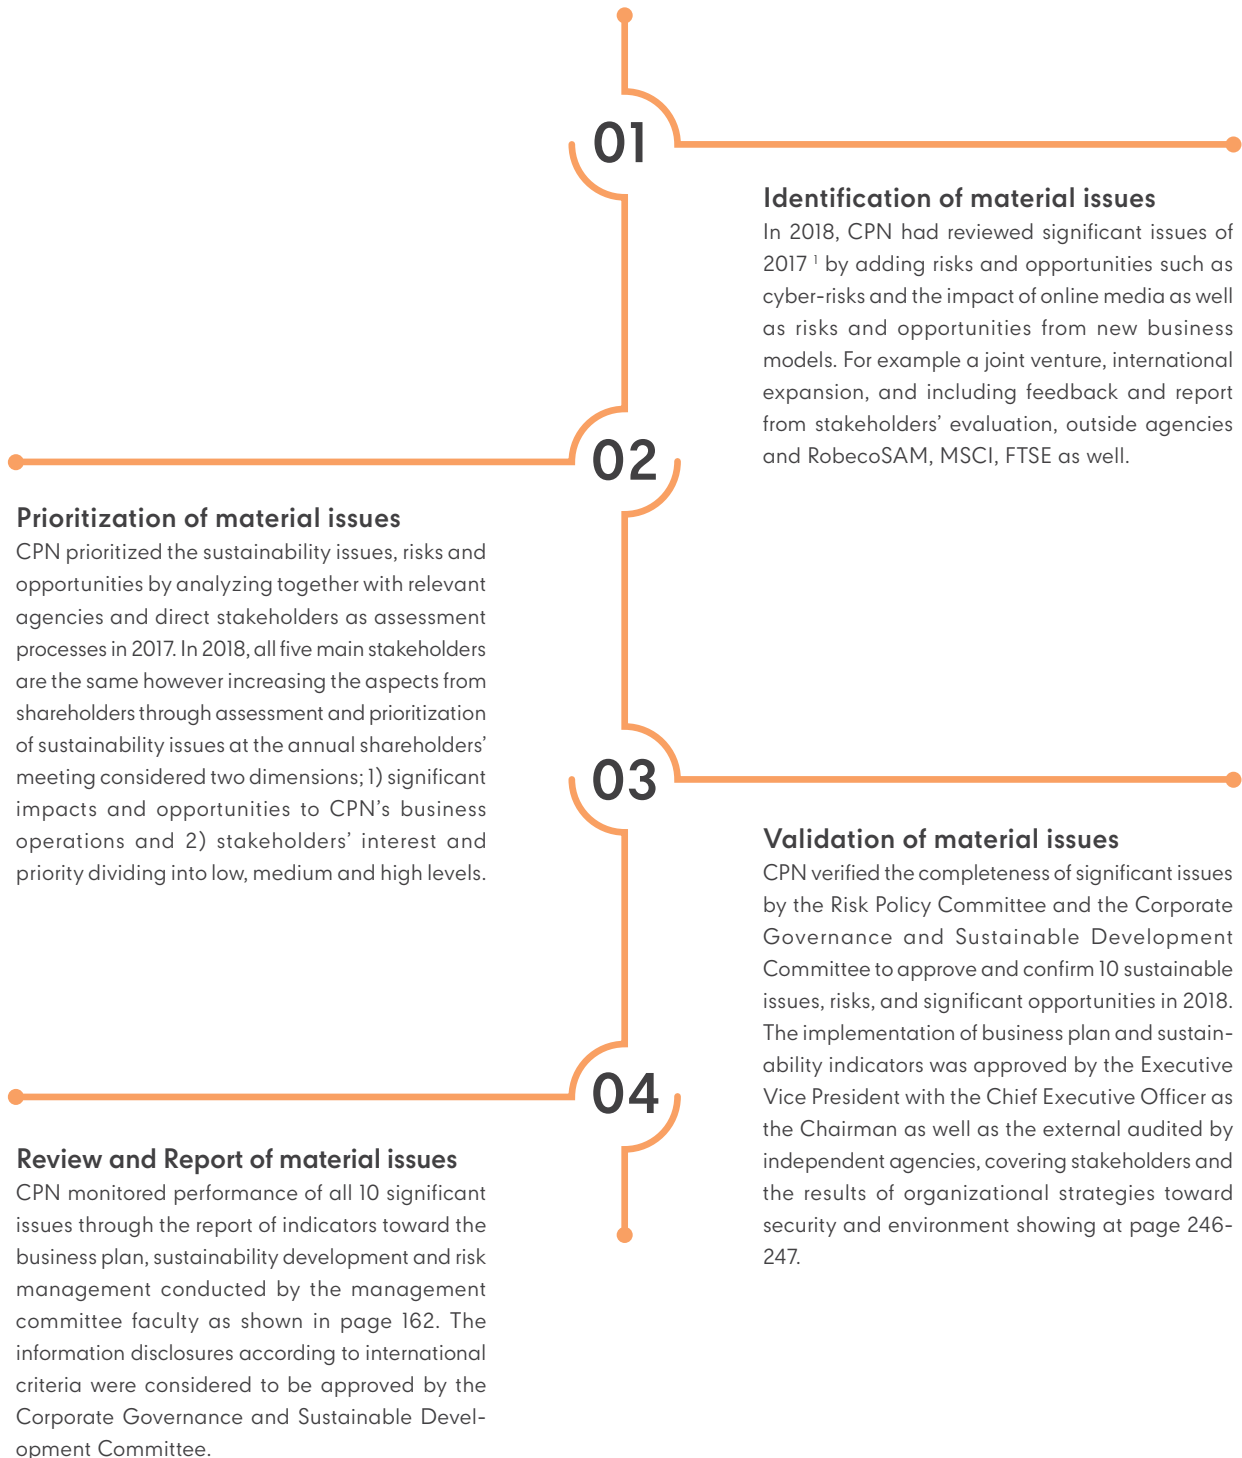 01
Identification of material issues
In 2018, CPN had reviewed significant issues of
2017 ¹ by adding risks and opportunities such as
cyber-risks and the impact of online media as well
as risks and opportunities from new business
models. For example a joint venture, international
expansion, and including feedback and report
from stakeholders’ evaluation, outside agencies
and RobecoSAM, MSCI, FTSE as well.
02
Prioritization of material issues
CPN prioritized the sustainability issues, risks and
opportunities by analyzing together with relevant
agencies and direct stakeholders as assessment
processes in 2017. In 2018, all five main stakeholders
are the same however increasing the aspects from
shareholders through assessment and prioritization
of sustainability issues at the annual shareholders’
meeting considered two dimensions; 1) significant
impacts and opportunities to CPN’s business
operations and 2) stakeholders’ interest and
priority dividing into low, medium and high levels.
03
Validation of material issues
CPN verified the completeness of significant issues
by the Risk Policy Committee and the Corporate
Governance and Sustainable Development
Committee to approve and confirm 10 sustainable
issues, risks, and significant opportunities in 2018.
The implementation of business plan and sustain-
ability indicators was approved by the Executive
Vice President with the Chief Executive Officer as
the Chairman as well as the external audited by
independent agencies, covering stakeholders and
the results of organizational strategies toward
security and environment showing at page 246-
247.
04
Review and Report of material issues
CPN monitored performance of all 10 significant
issues through the report of indicators toward the
business plan, sustainability development and risk
management conducted by the management
committee faculty as shown in page 162. The
information disclosures according to international
criteria were considered to be approved by the
Corporate Governance and Sustainable Devel-
opment Committee.